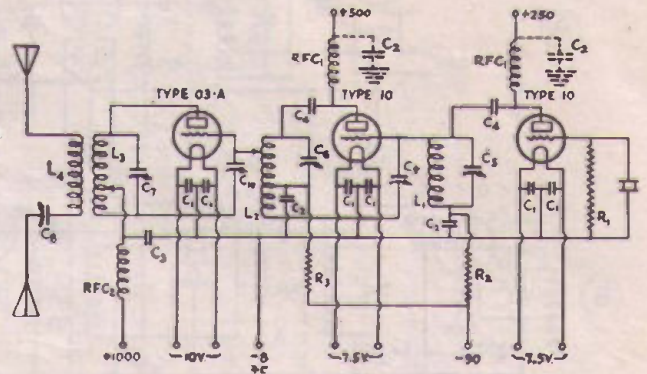 +500
+250
RFC₁
C₂
RFC₁
C₂
TYPE 03-A
TYPE 10
TYPE 10
C₆
C₄
L₄
L₃
C₇
C₁₀
L₂
C₆
C₉
L₁
C₅
C₁
C₁
C₂
C₁
C₁
C₂
C₁
C₁
R₁
C₈
C₃
RFC₂
R₃
R₂
+1000
-10V.
-B
-7.5V.
-90
-7.5V.